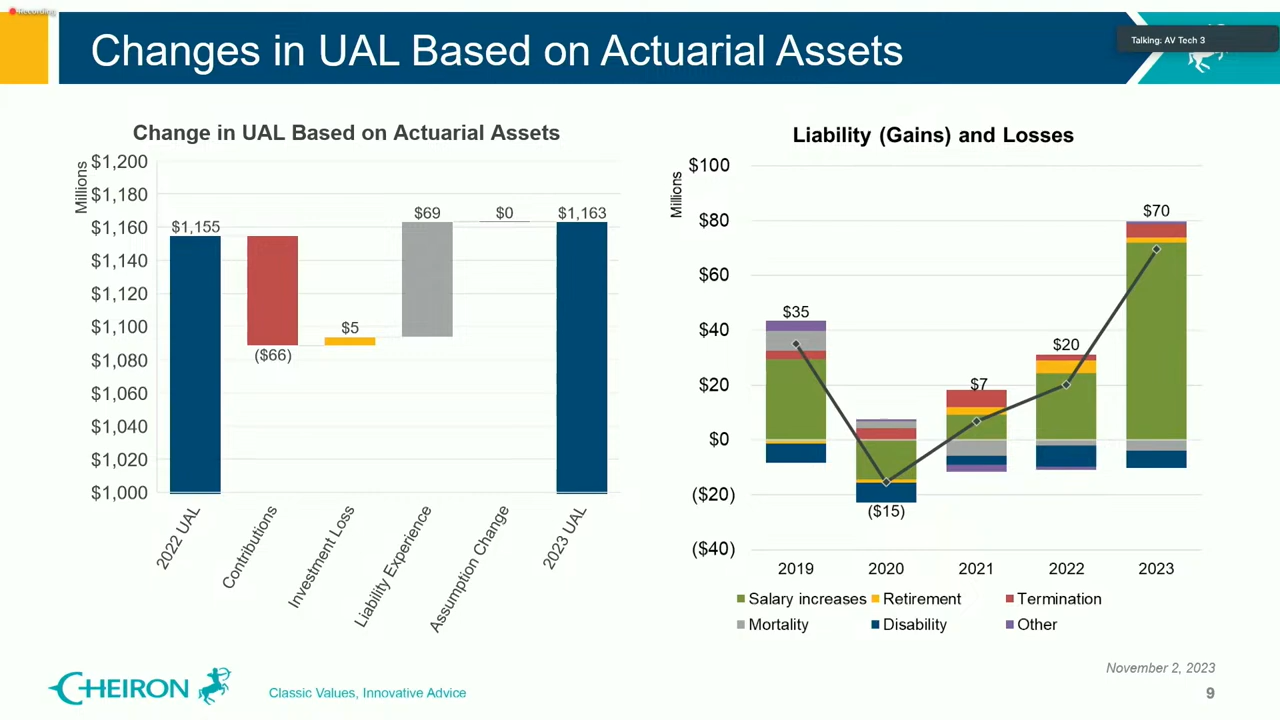 Recording
Talking: AV Tech 3
Changes in UAL Based on Actuarial Assets
Change in UAL Based on Actuarial Assets
Millions
$1,200
$1,180
$1,160
$1,140
$1,120
$1,100
$1,080
$1,060
$1,040
$1,020
$1,000
$1,155
($66)
$5
$69
$0
$1,163
2022 UAL
Contributions
Investment Loss
Liability Experience
Assumption Change
2023 UAL
Liability (Gains) and Losses
Millions
$100
$80
$60
$40
$20
$0
($20)
($40)
$35
($15)
$7
$20
$70
2019 2020 2021 2022 2023
Salary increases Retirement Termination
Mortality Disability Other
CHEIRON
Classic Values, Innovative Advice
November 2, 2023
9